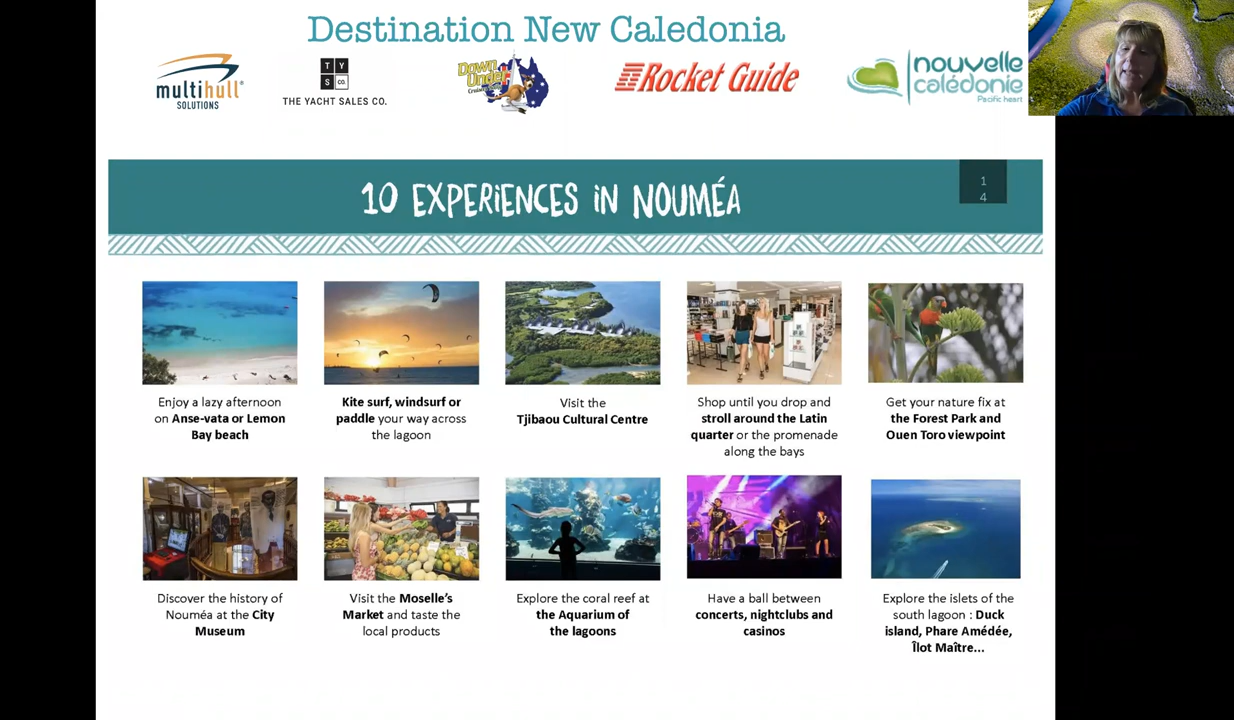 Destination New Caledonia
multihull
SOLUTIONS
T Y
S CO.
THE YACHT SALES CO.
Down
Under
Rocket Guide
nouvelle
calédonie
Pacific heart
10 EXPERIENCES IN NOUMÉA
1
4
Enjoy a lazy afternoon
on Anse-vata or Lemon
Bay beach
Kite surf, windsurf or
paddle your way across
the lagoon
Visit the
Tjibaou Cultural Centre
Shop until you drop and
stroll around the Latin
quarter or the promenade
along the bays
Get your nature fix at
the Forest Park and
Ouen Toro viewpoint
Discover the history of
Nouméa at the City
Museum
Visit the Moselle's
Market and taste the
local products
Explore the coral reef at
the Aquarium of
the lagoons
Have a ball between
concerts, nightclubs and
casinos
Explore the islets of the
south lagoon : Duck
island, Phare Amédée,
Îlot Maître...